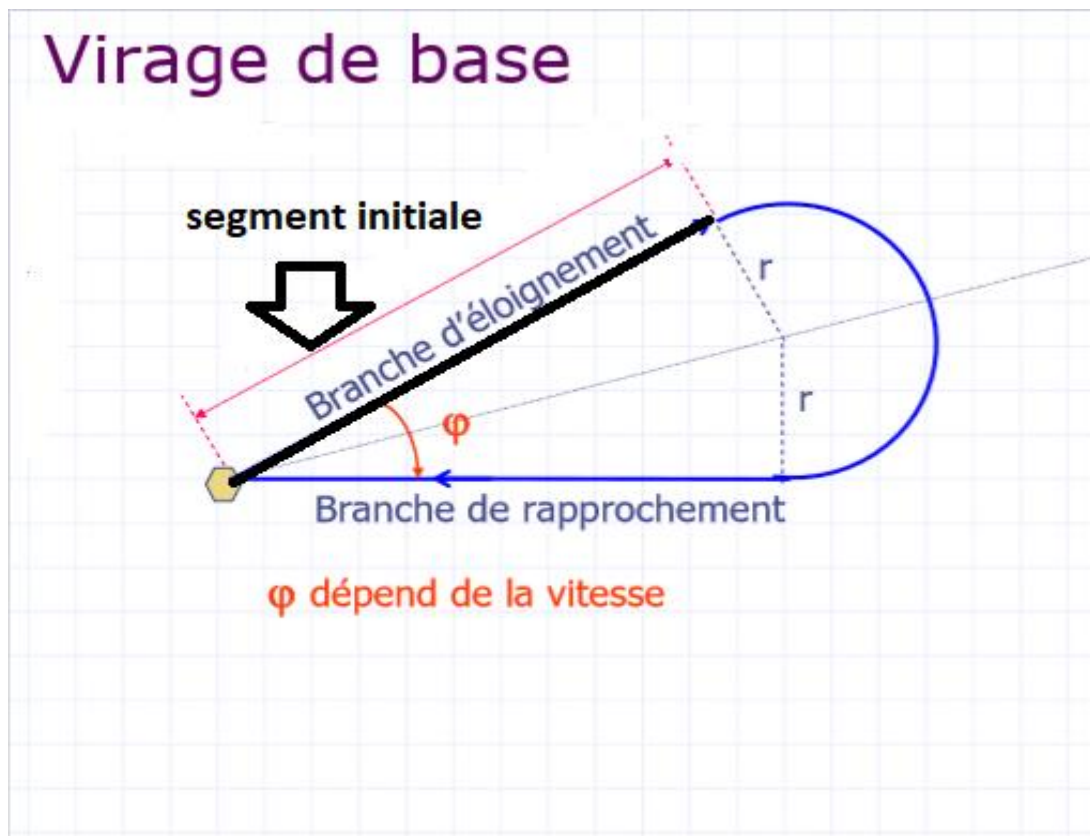 Virage de base
segment initiale
Branche d'éloignement
r
φ
r
Branche de rapprochement
φ dépend de la vitesse